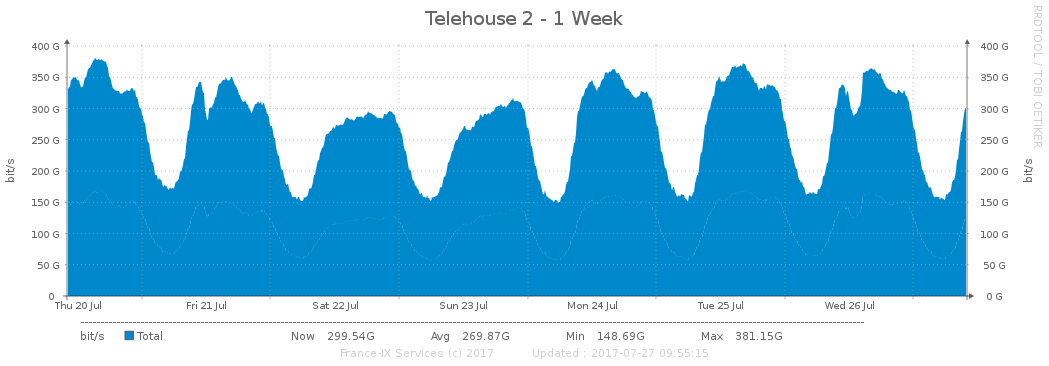 Telehouse 2 - 1 Week
RRDTOOL / TOBI OETIKER
400 G 400 G
350 G 350 G
300 G 300 G
250 G 250 G
200 G 200 G
150 G 150 G
100 G 100 G
50 G 50 G
0 0 G
bit/s bit/s
Thu 20 Jul Fri 21 Jul Sat 22 Jul Sun 23 Jul Mon 24 Jul Tue 25 Jul Wed 26 Jul
bit/s Total Now 299.54G Avg 269.87G Min 148.69G Max 381.15G
France-IX Services (c) 2017 Updated : 2017-07-27 09:55:15